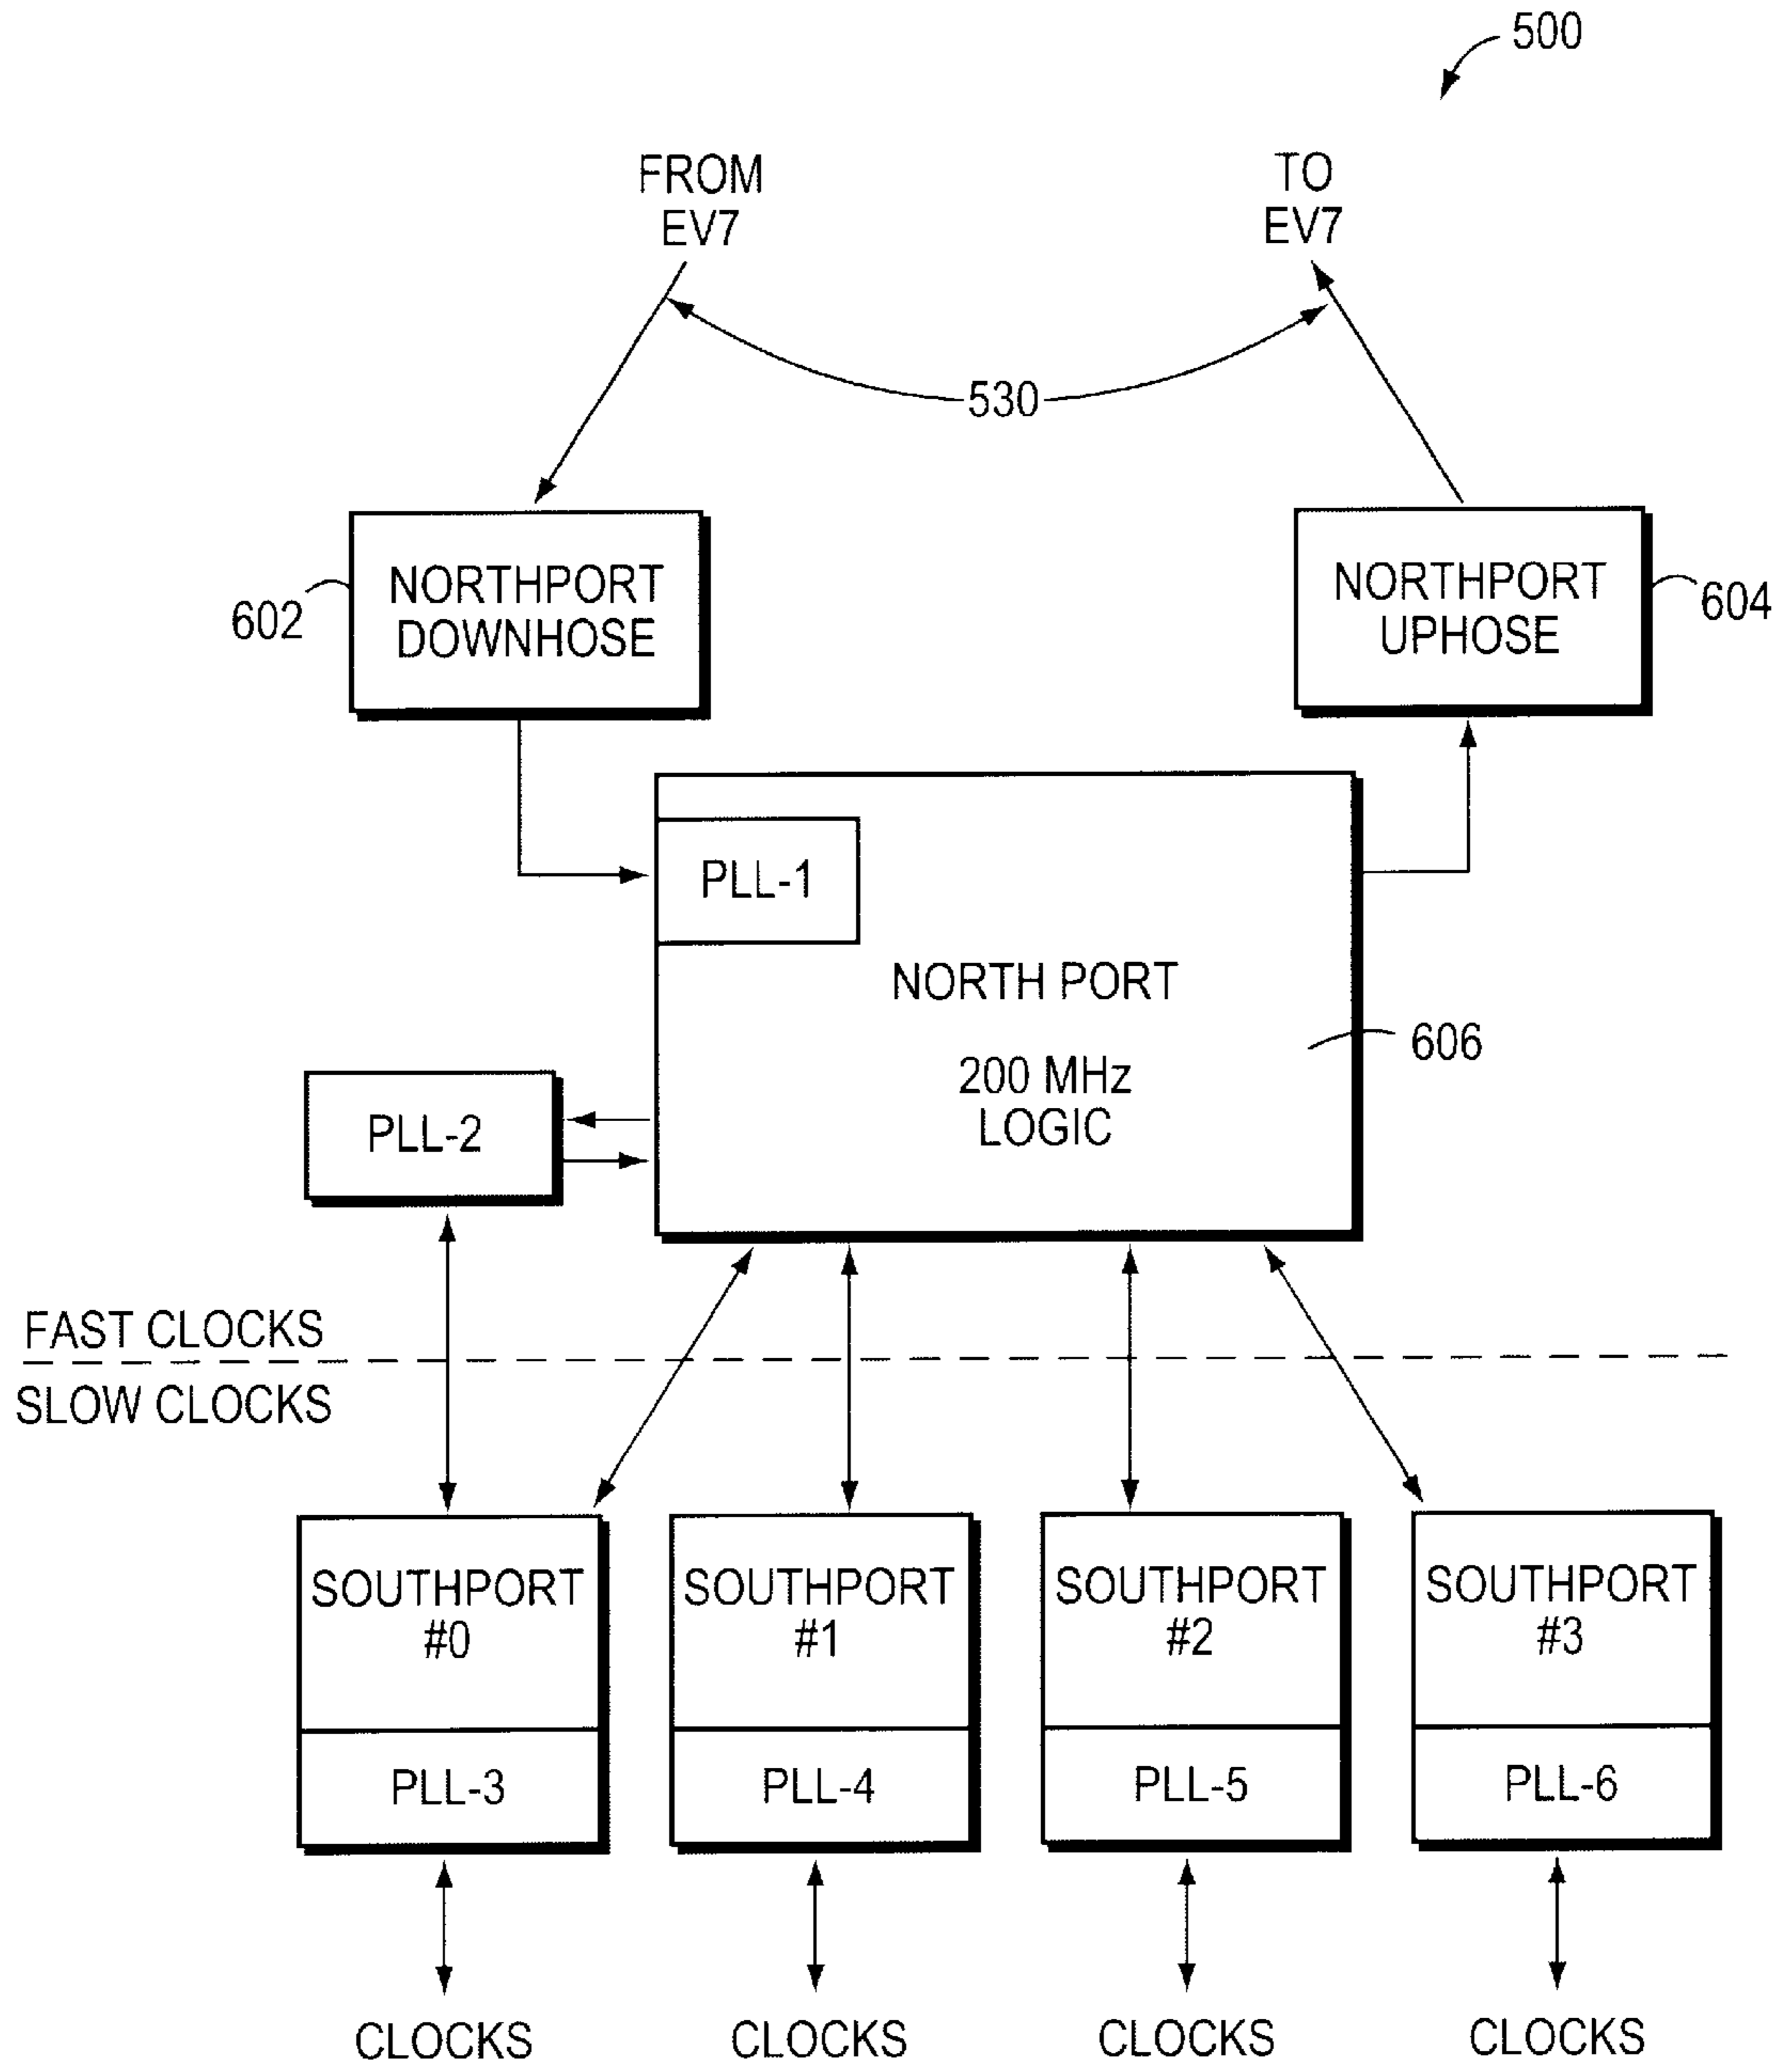 500
FROM
EV7
TO
EV7
530
NORTHPORT
DOWNHOSE
602
NORTHPORT
UPHOSE
604
PLL-1
NORTH PORT
200 MHz
LOGIC
606
PLL-2
FAST CLOCKS
SLOW CLOCKS
SOUTHPORT
#0
PLL-3
SOUTHPORT
#1
PLL-4
SOUTHPORT
#2
PLL-5
SOUTHPORT
#3
PLL-6
CLOCKS
CLOCKS
CLOCKS
CLOCKS